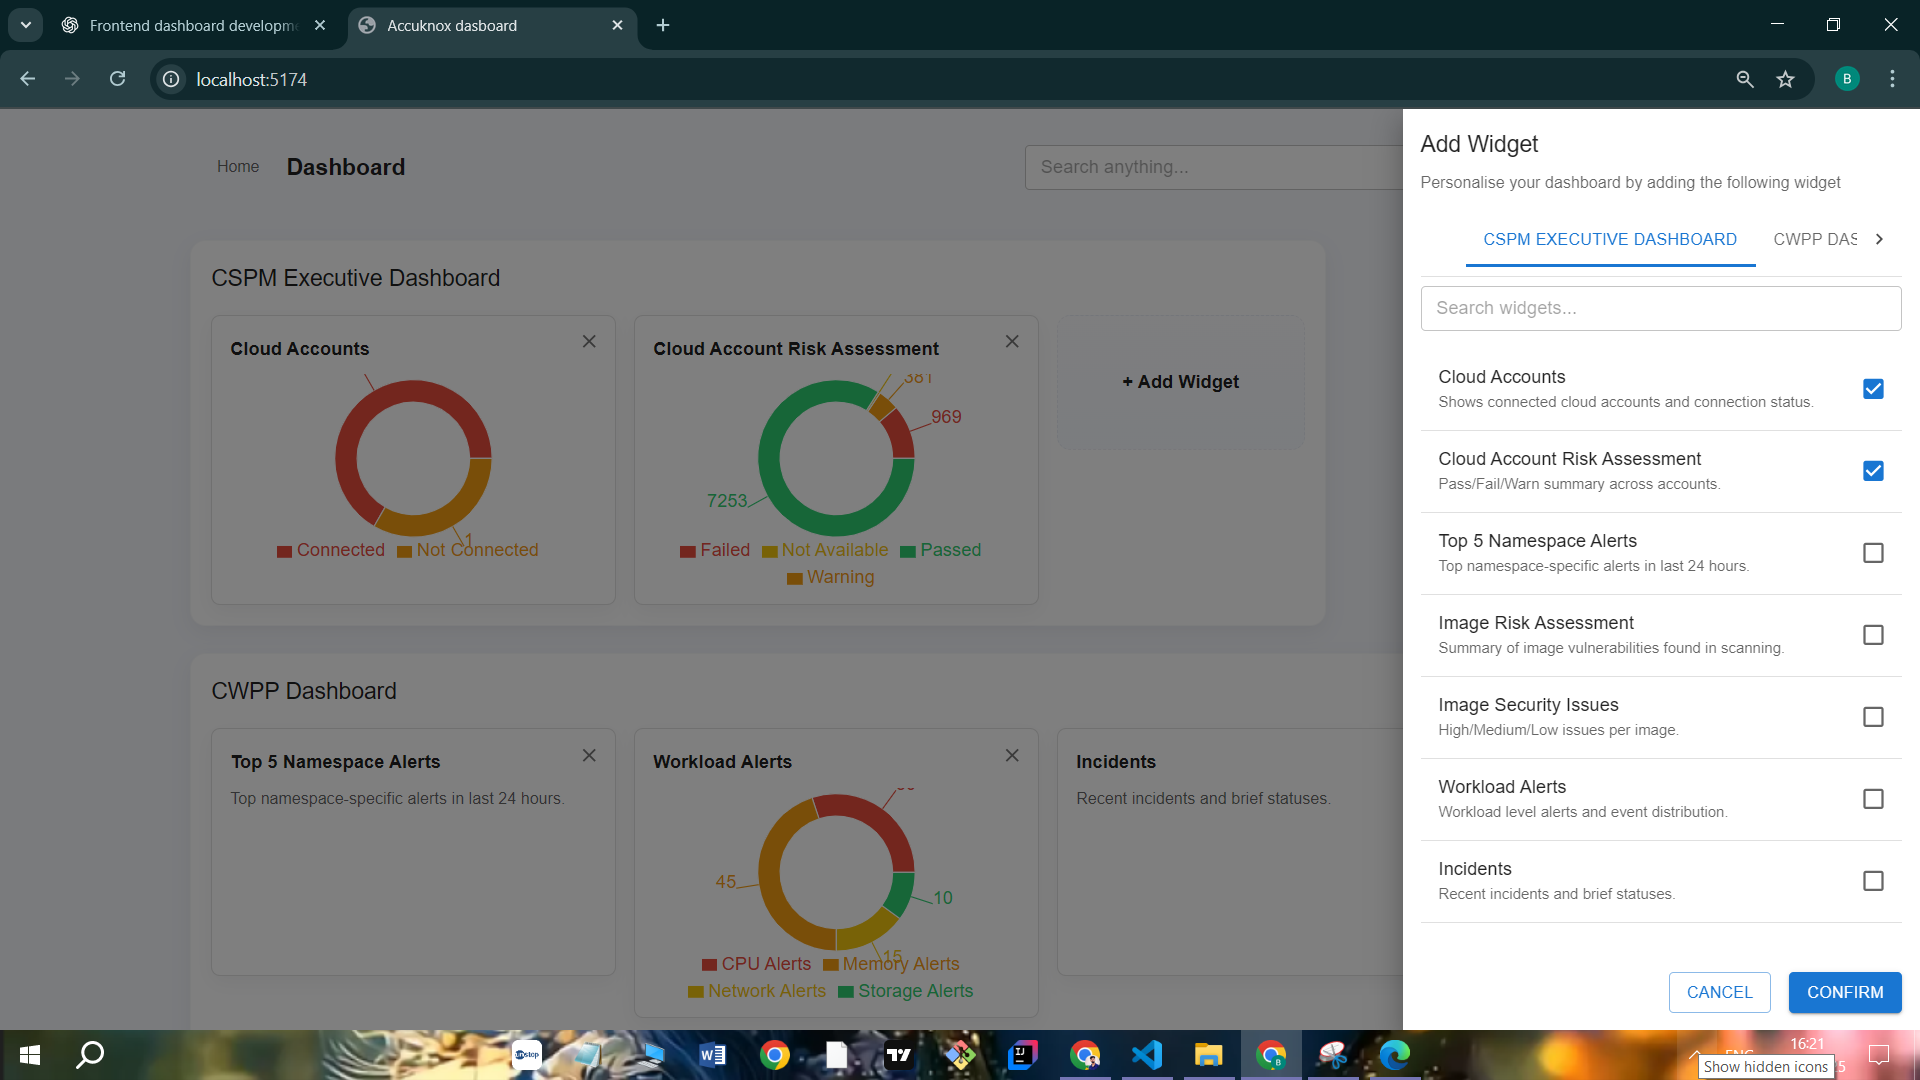 Frontend dashboard developme
Accuknox dasboard
localhost:5174
B
Home
Dashboard
Search anything...
CSPM Executive Dashboard
Cloud Accounts
1
Connected
Not Connected
Cloud Account Risk Assessment
381
969
7253
Failed
Not Available
Passed
Warning
+ Add Widget
CWPP Dashboard
Top 5 Namespace Alerts
Top namespace-specific alerts in last 24 hours.
Workload Alerts
45
10
15
CPU Alerts
Memory Alerts
Network Alerts
Storage Alerts
Incidents
Recent incidents and brief statuses.
Add Widget
Personalise your dashboard by adding the following widget
CSPM EXECUTIVE DASHBOARD
CWPP DAS
Search widgets...
Cloud Accounts
Shows connected cloud accounts and connection status.
Cloud Account Risk Assessment
Pass/Fail/Warn summary across accounts.
Top 5 Namespace Alerts
Top namespace-specific alerts in last 24 hours.
Image Risk Assessment
Summary of image vulnerabilities found in scanning.
Image Security Issues
High/Medium/Low issues per image.
Workload Alerts
Workload level alerts and event distribution.
Incidents
Recent incidents and brief statuses.
CANCEL
CONFIRM
16:21
Show hidden icons